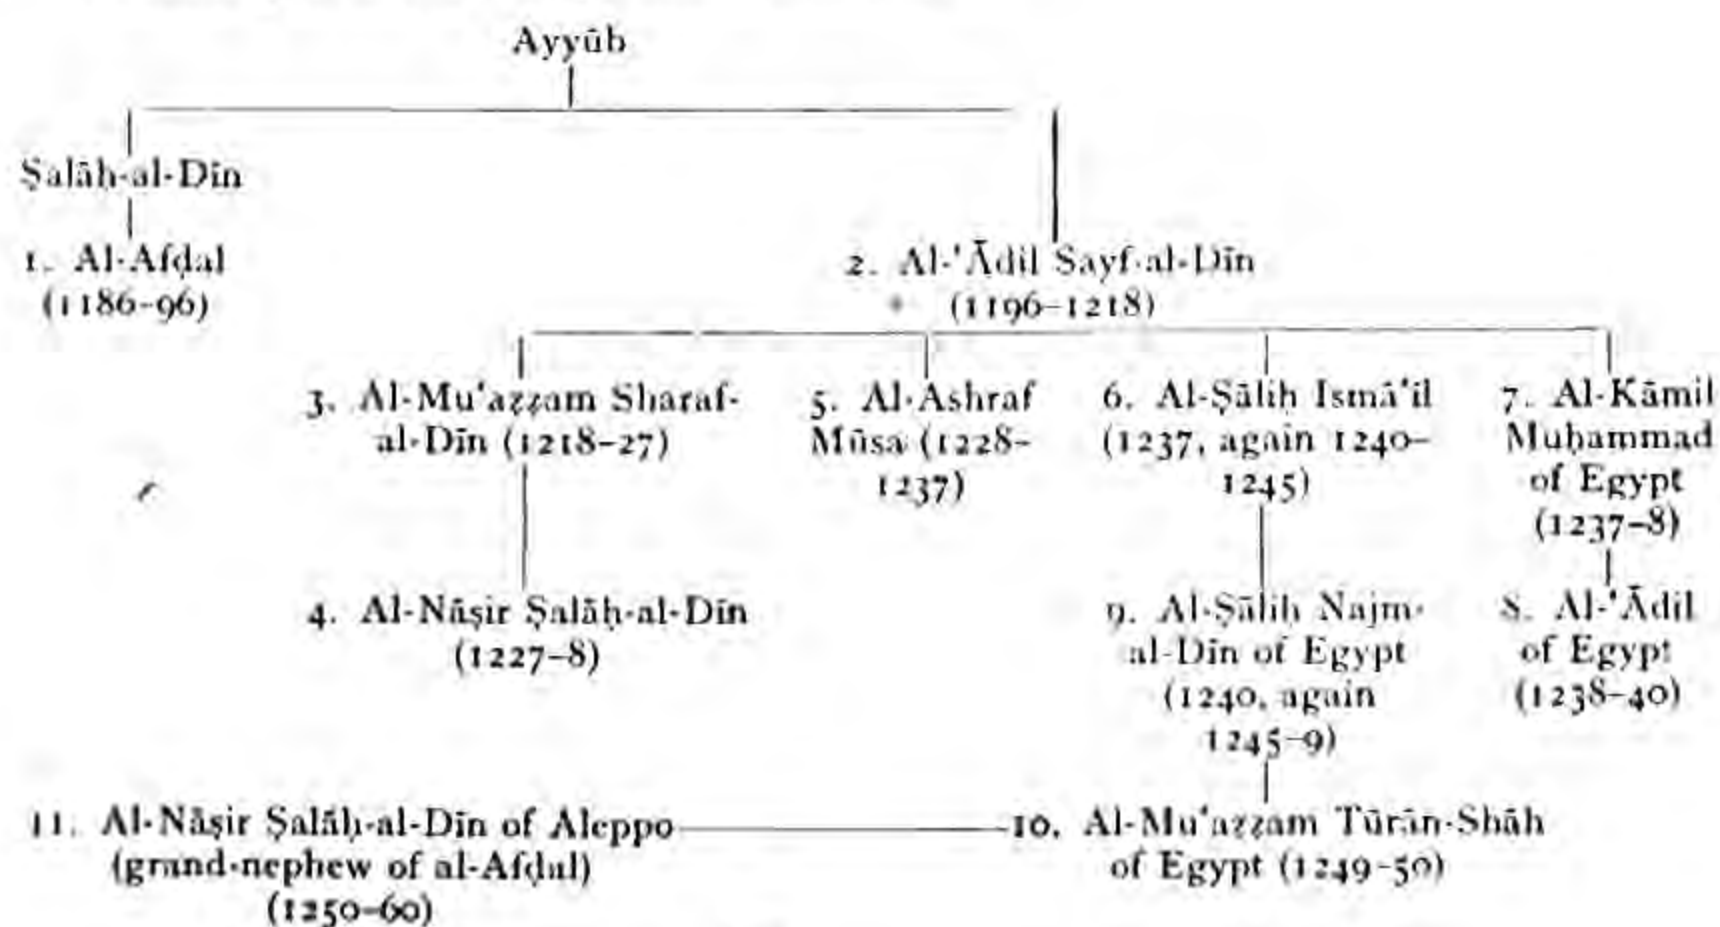 Ayyūb
Ṣalāḥ-al-Dīn
1. Al-Afḍal
(1186–96)
2. Al-'Ādil Sayf-al-Dīn
(1196–1218)
3. Al-Mu'aẓẓam Sharaf-
al-Dīn (1218–27)
5. Al-Ashraf
Mūsa (1228–
1237)
6. Al-Ṣāliḥ Ismā'il
(1237, again 1240–
1245)
7. Al-Kāmil
Muḥammad
of Egypt
(1237–8)
4. Al-Nāṣir Ṣalāḥ-al-Dīn
(1227–8)
9. Al-Ṣāliḥ Najm-
al-Dīn of Egypt
(1240, again
1245–9)
8. Al-'Ādil
of Egypt
(1238–40)
11. Al-Nāṣir Ṣalāḥ-al-Dīn of Aleppo
(grand-nephew of al-Afḍal)
(1250–60)
10. Al-Mu'aẓẓam Tūrān-Shāh
of Egypt (1249–50)